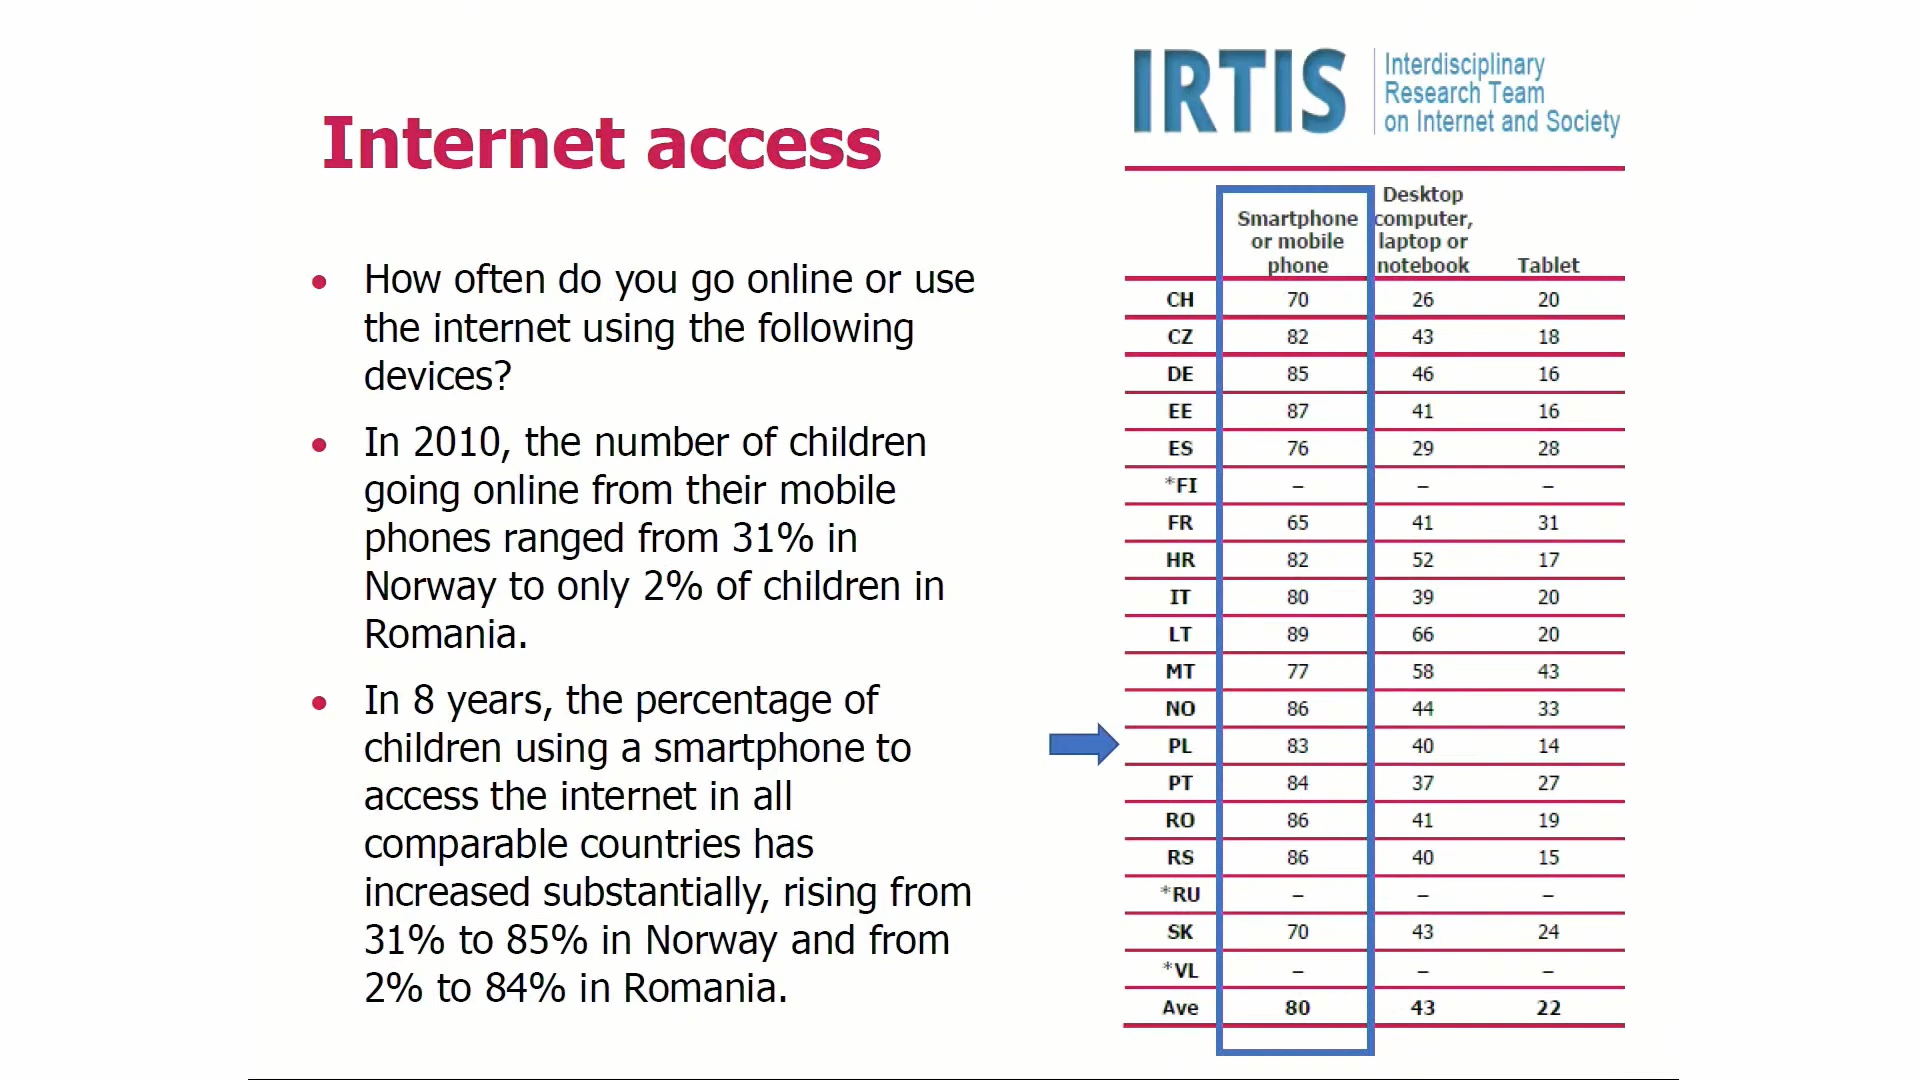 IRTIS
Interdisciplinary
Research Team
on Internet and Society
Internet access
• How often do you go online or use
the internet using the following
devices?
• In 2010, the number of children
going online from their mobile
phones ranged from 31% in
Norway to only 2% of children in
Romania.
• In 8 years, the percentage of
children using a smartphone to
access the internet in all
comparable countries has
increased substantially, rising from
31% to 85% in Norway and from
2% to 84% in Romania.
Smartphone or mobile phone Desktop computer, laptop or notebook Tablet
CH 70 26 20
CZ 82 43 18
DE 85 46 16
EE 87 41 16
ES 76 29 28
*FI – – –
FR 65 41 31
HR 82 52 17
IT 80 39 20
LT 89 66 20
MT 77 58 43
NO 86 44 33
PL 83 40 14
PT 84 37 27
RO 86 41 19
RS 86 40 15
*RU – – –
SK 70 43 24
*VL – – –
Ave 80 43 22